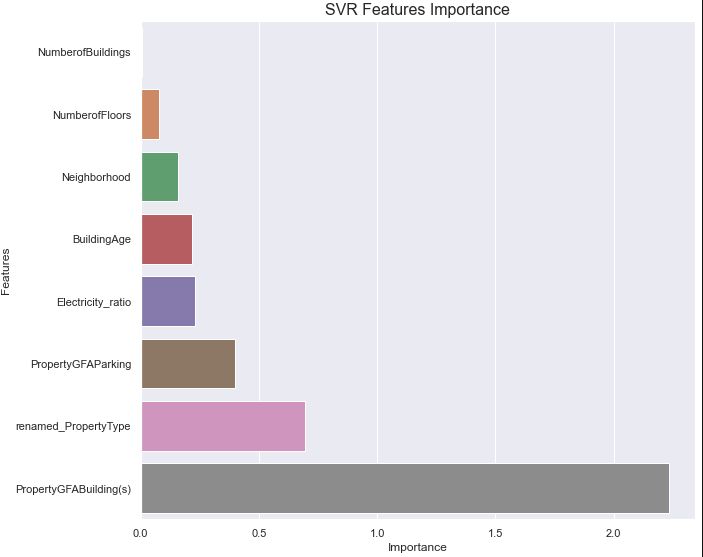 SVR Features Importance
NumberofBuildings
NumberofFloors
Neighborhood
BuildingAge
Electricity_ratio
PropertyGFAParking
renamed_PropertyType
PropertyGFABuilding(s)
Features
0.0 0.5 1.0 1.5 2.0
Importance